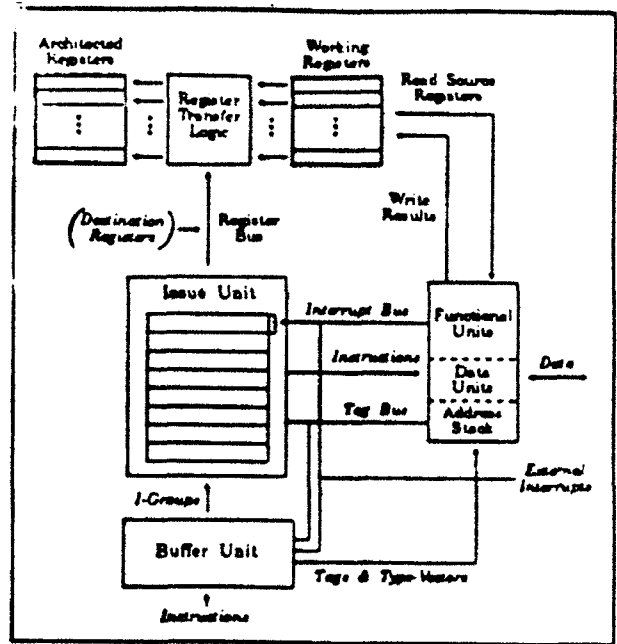 Architected
Registers
Working
Registers
Read Source
Registers
Register
Transfer
Logic
Write
Results
(Destination
Registers)
Register
Bus
Issue Unit
Interrupt Bus
Functional
Units
Instructions
Data
Units
Data
Tag Bus
Address
Stack
External
Interrupts
I-Groups
Buffer Unit
Tags & Type-Vectors
Instructions